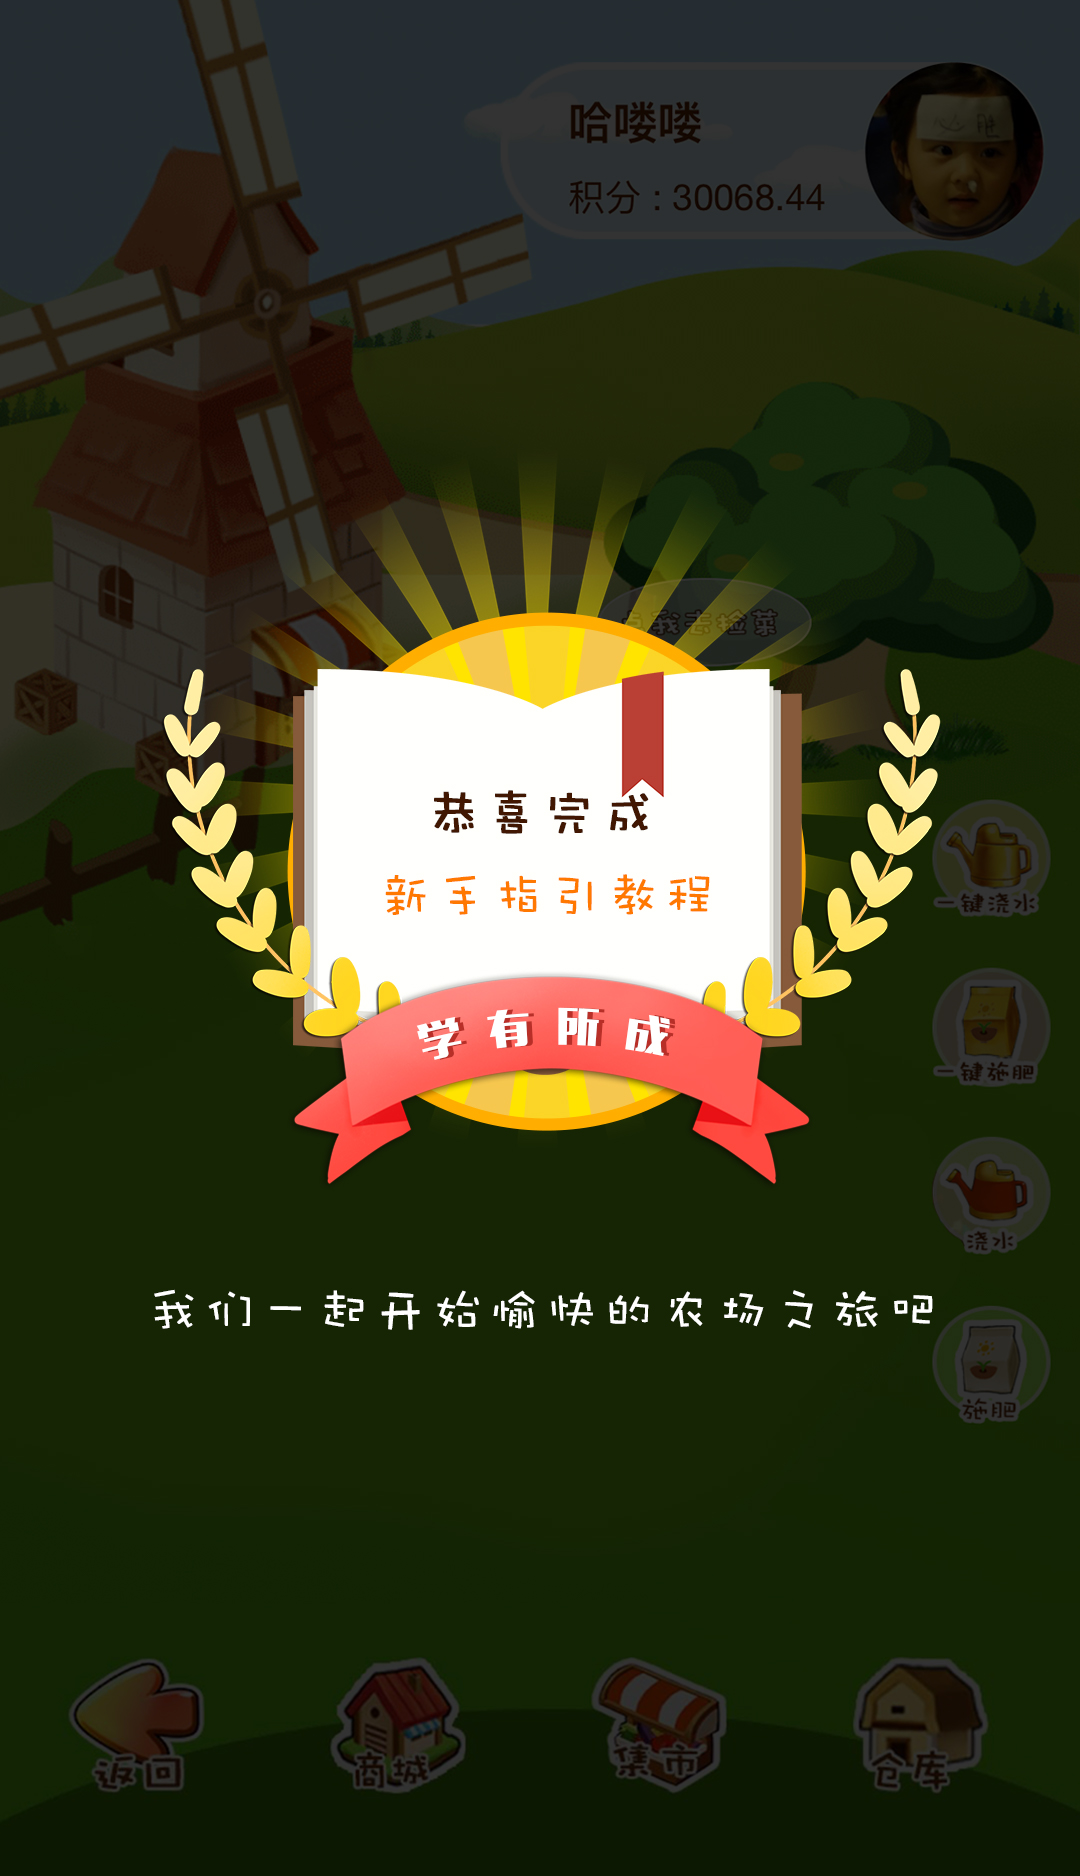 哈喽喽
积分：30068.44
点我去捡菜
恭喜完成
新手指引教程
学有所成
一键浇水
一键施肥
浇水
我们一起开始愉快的农场之旅吧
施肥
返回
商城
集市
仓库